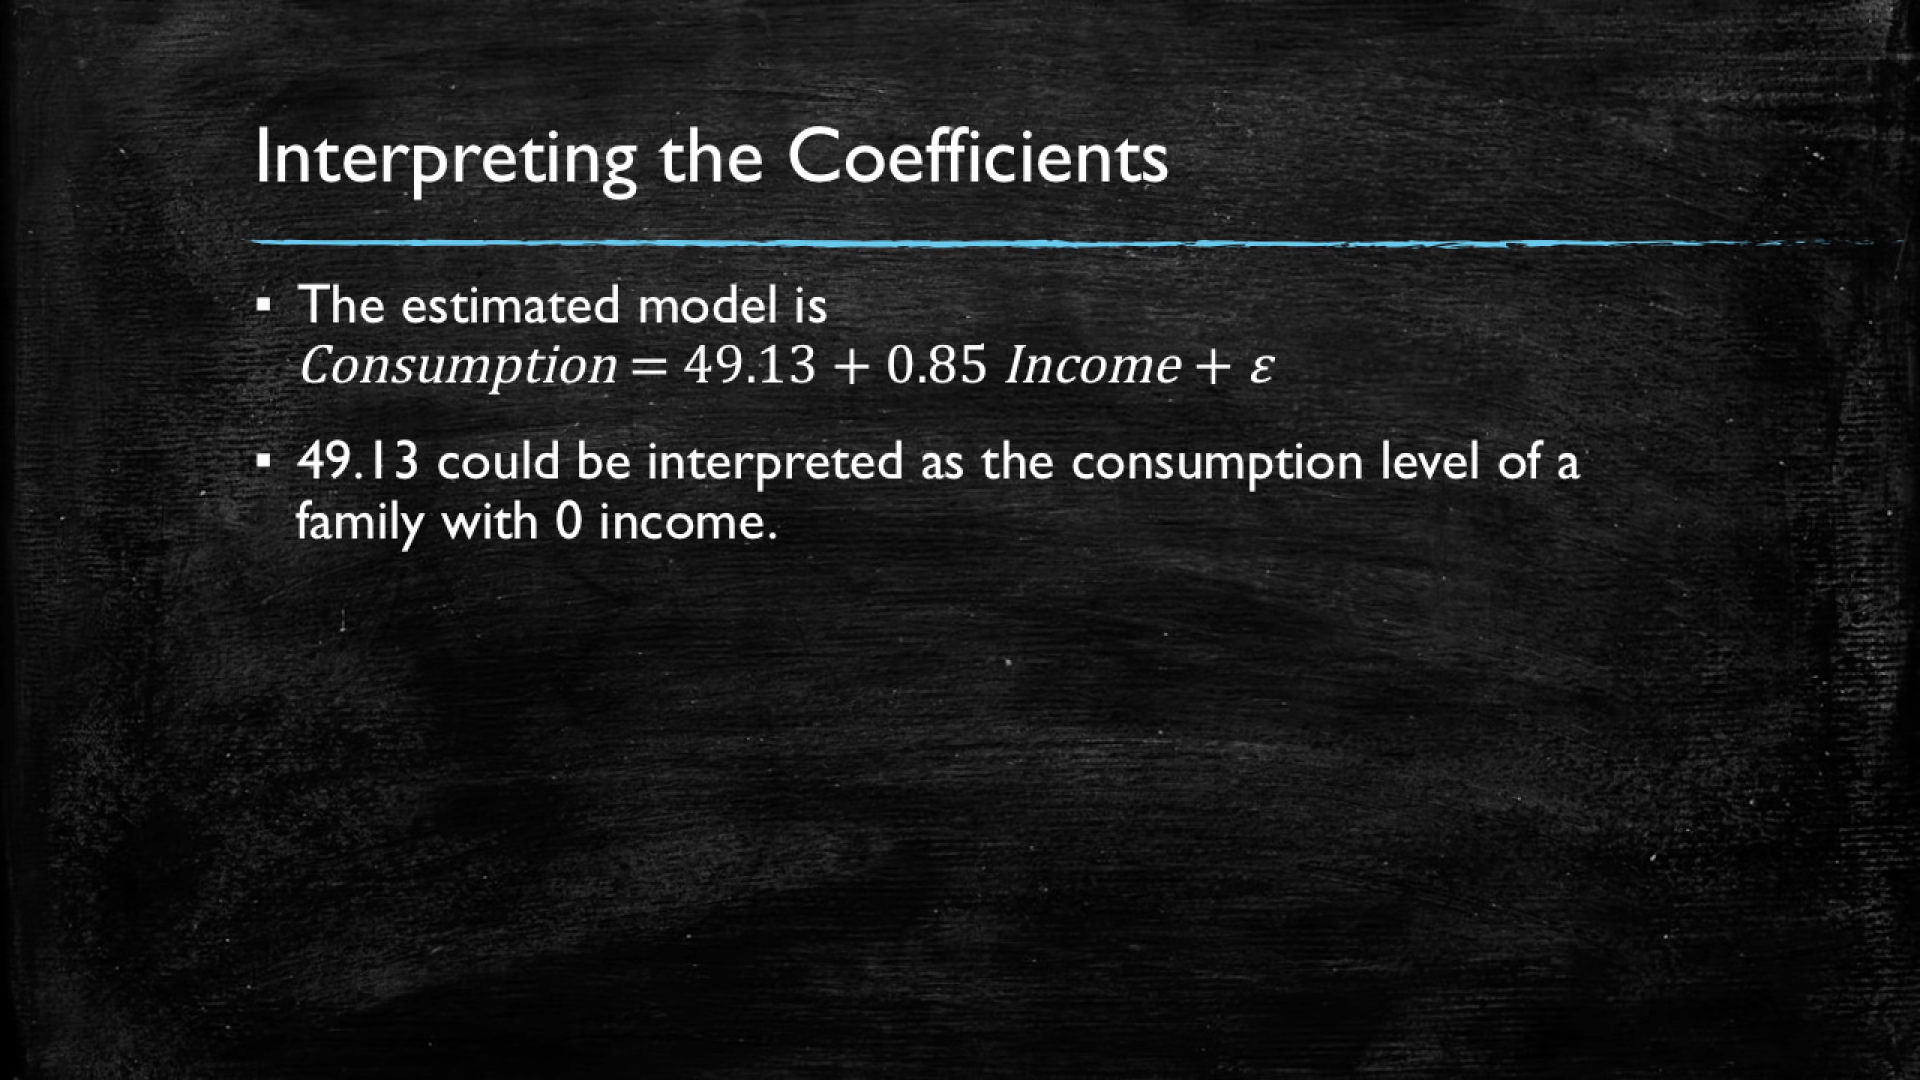 Interpreting the Coefficients
▪ The estimated model is
Consumption = 49.13 + 0.85 Income + ε
▪ 49.13 could be interpreted as the consumption level of a
family with 0 income.